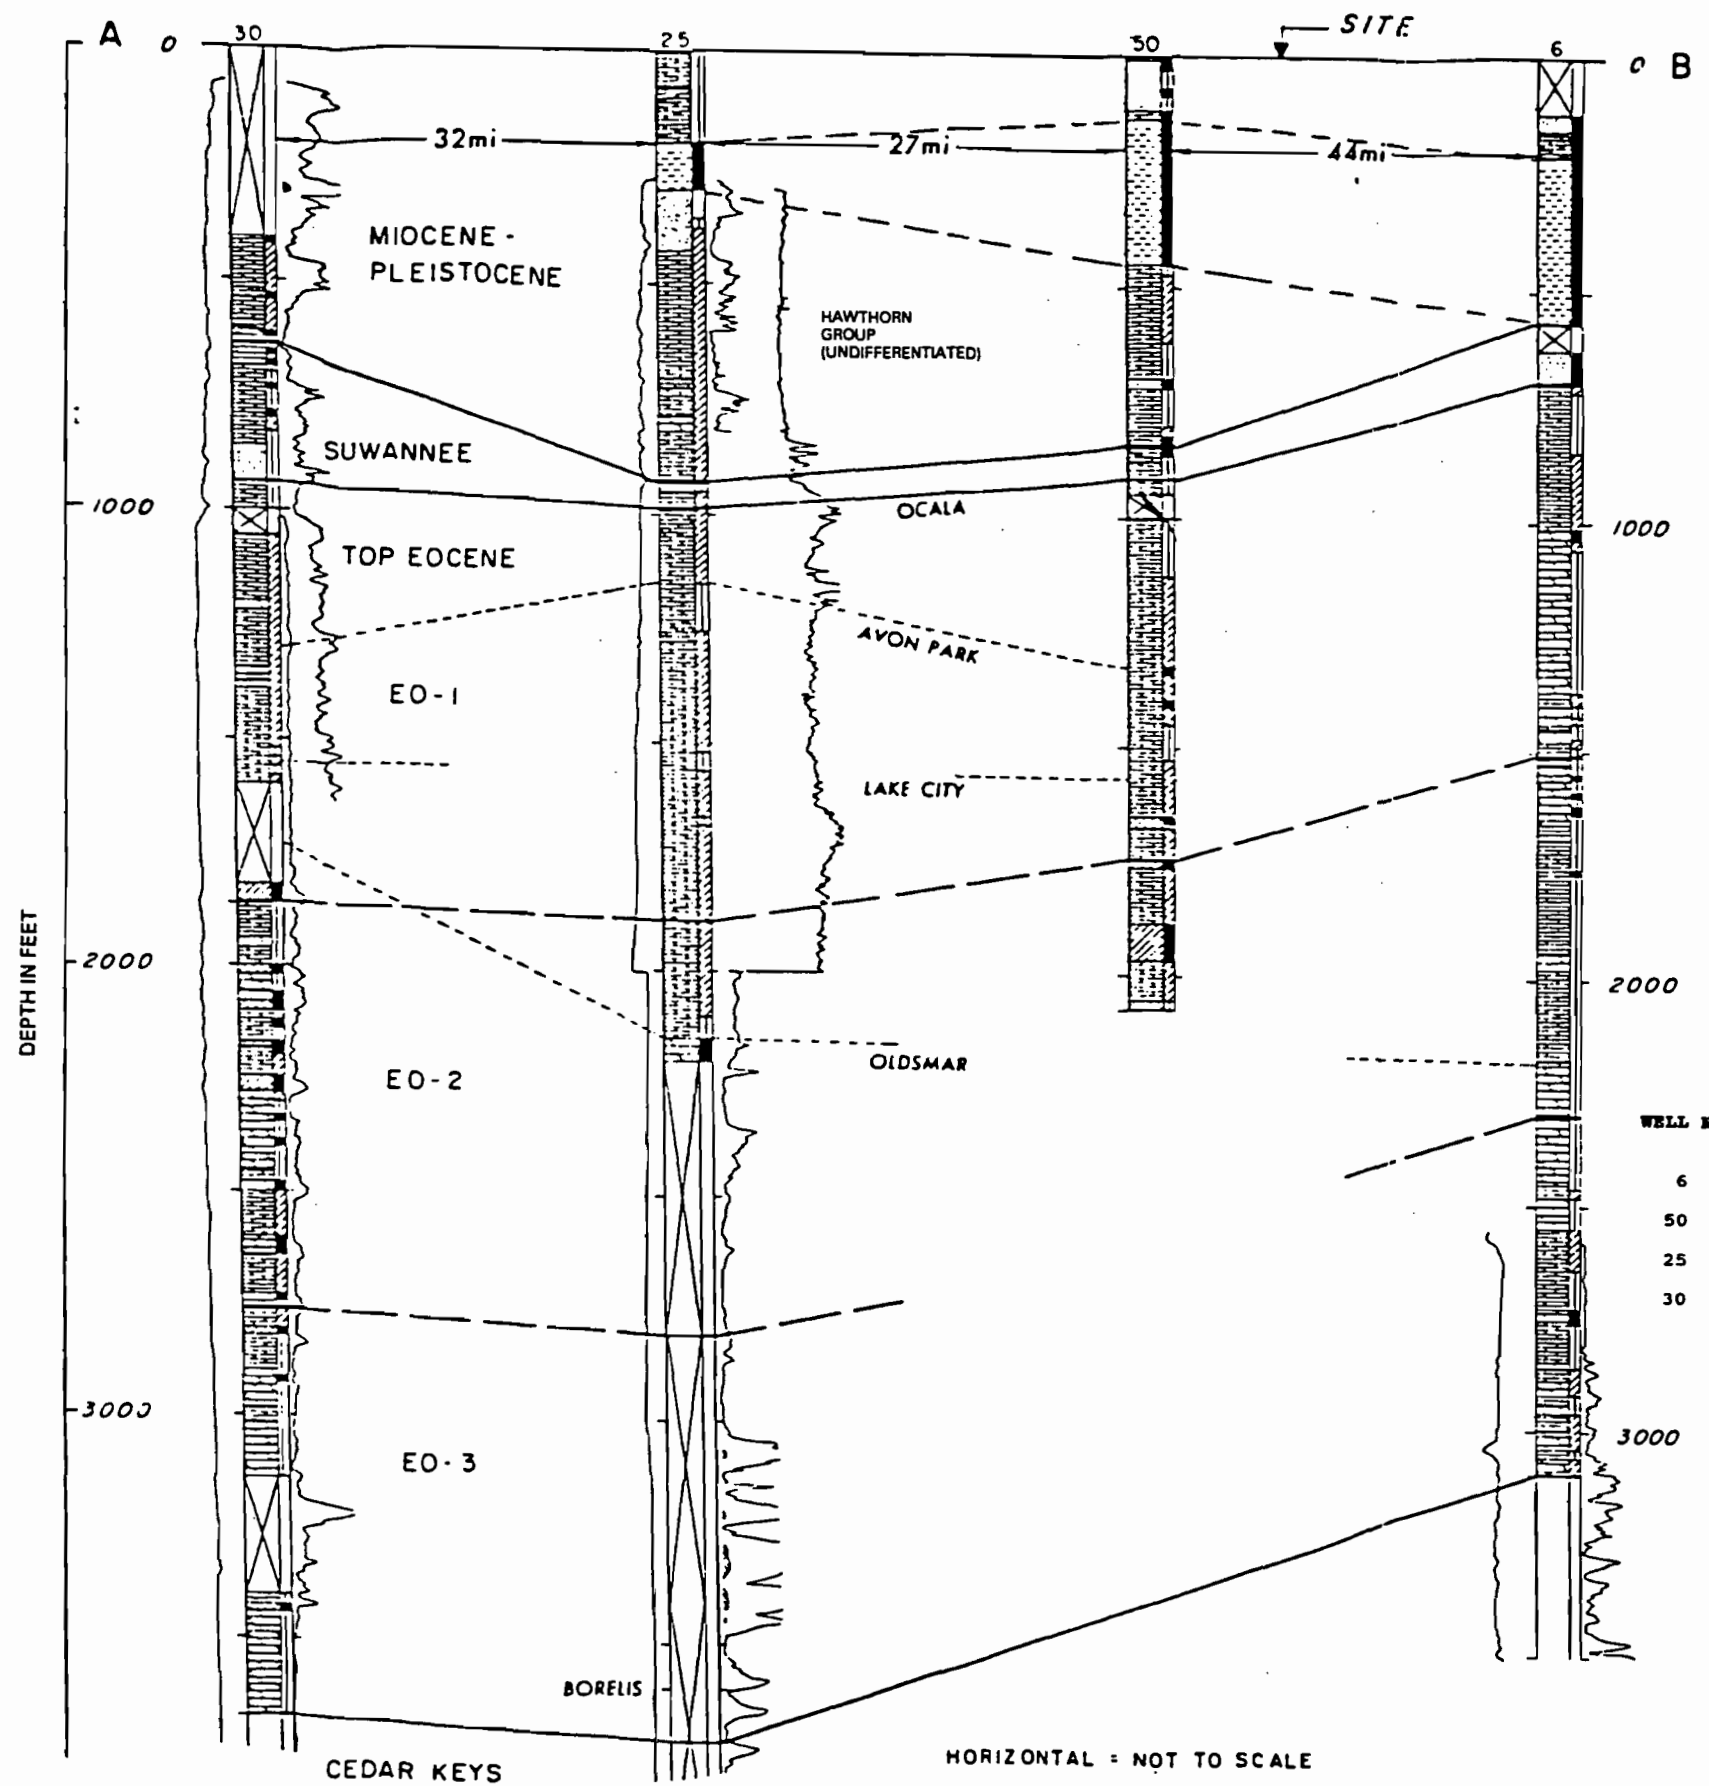 A
0
30
25
50
SITE
6
0 B
32mi
27mi
44mi
MIOCENE -
PLEISTOCENE
HAWTHORN
GROUP
(UNDIFFERENTIATED)
SUWANNEE
1000
OCALA
1000
TOP EOCENE
AVON PARK
EO-1
LAKE CITY
DEPTH IN FEET
2000
2000
OLDSMAR
EO-2
WELL
6
50
25
30
3000
3000
EO-3
BORELIS
CEDAR KEYS
HORIZONTAL = NOT TO SCALE